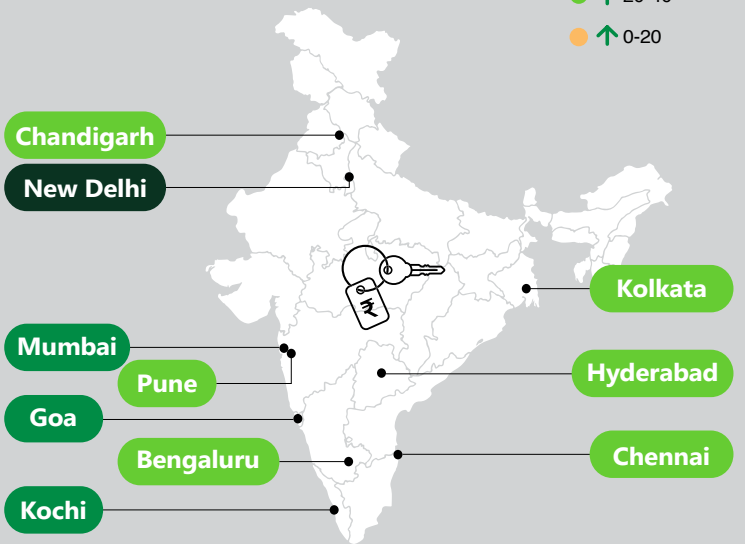 0-20
Chandigarh
New Delhi
₹
Kolkata
Mumbai
Pune
Hyderabad
Goa
Bengaluru
Chennai
Kochi